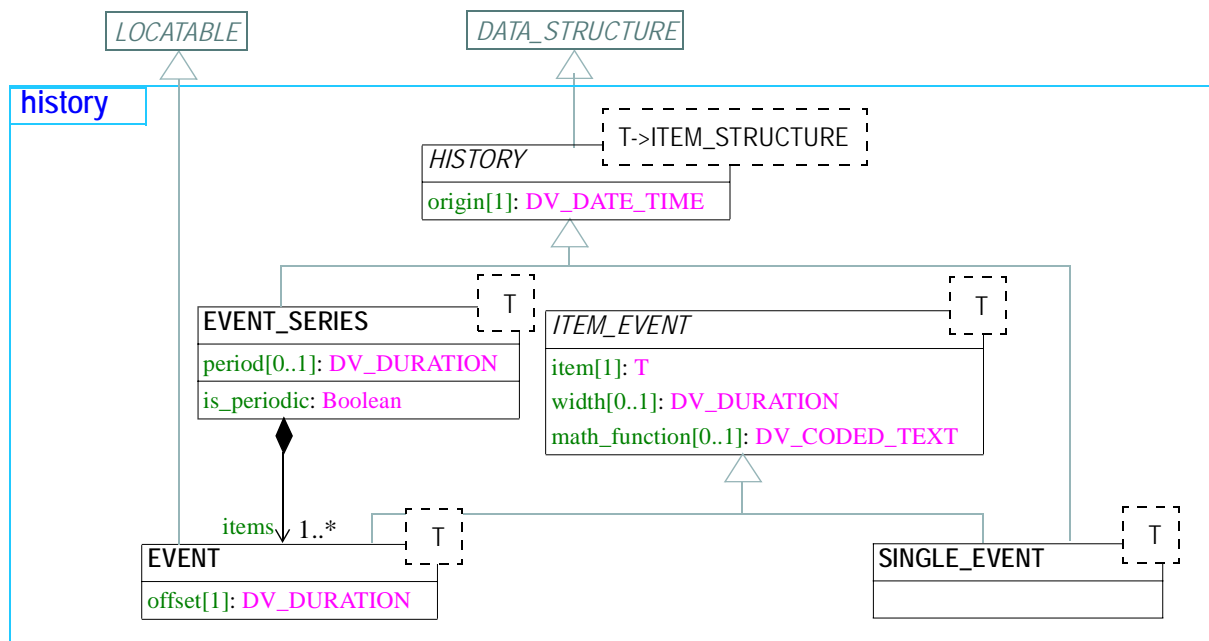 LOCATABLE
DATA_STRUCTURE
history
T->ITEM_STRUCTURE
HISTORY
origin[1]: DV_DATE_TIME
T
EVENT_SERIES
period[0..1]: DV_DURATION
is_periodic: Boolean
T
ITEM_EVENT
item[1]: T
width[0..1]: DV_DURATION
math_function[0..1]: DV_CODED_TEXT
items 1..*
T
EVENT
offset[1]: DV_DURATION
T
SINGLE_EVENT